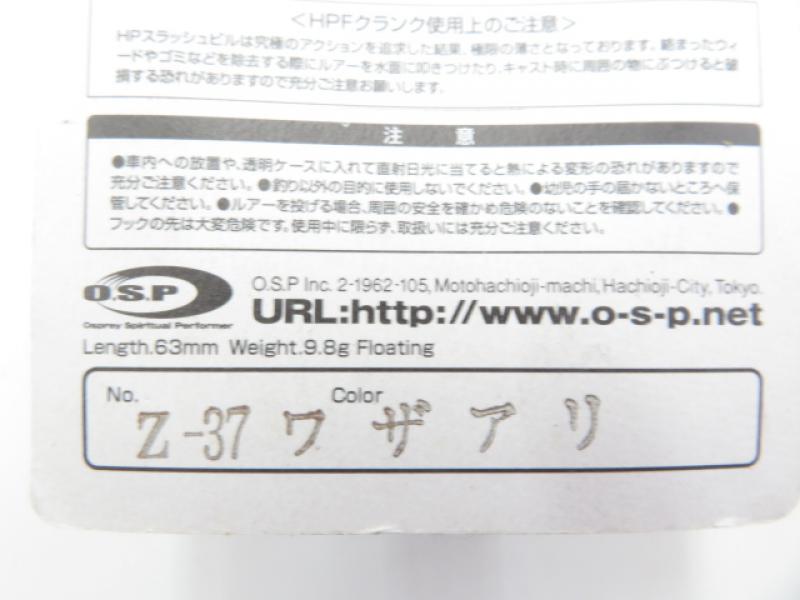 <HPFクランク使用上のご注意>
HPスラッシュビルは究極のアクションを追求した結果、極限の薄さとなっております。絡まったウィ
ードやゴミなどを除去する際にルアーを水面に叩きつけたり、キャスト時に周囲の物にぶつけると破
損する恐れがありますので充分ご注意お願いします。
注 意
●車内への放置や、透明ケースに入れて直射日光に当てると熱による変形の恐れがありますので
充分ご注意ください。●釣り以外の目的に使用しないでください。●幼児の手の届かないところへ保
管してください。●ルアーを投げる場合、周囲の安全を確かめ危険のないことを確認してください。●
フックの先は大変危険です。使用中に限らず、取扱いには充分ご注意ください。
O.S.P
Osprey Spiritual Performer
O.S.P Inc. 2-1962-105, Motohachioji-machi, Hachioji-City, Tokyo.
URL:http://www.o-s-p.net
Length.63mm Weight.9.8g Floating
No. Color
Z-37 ワザアリ